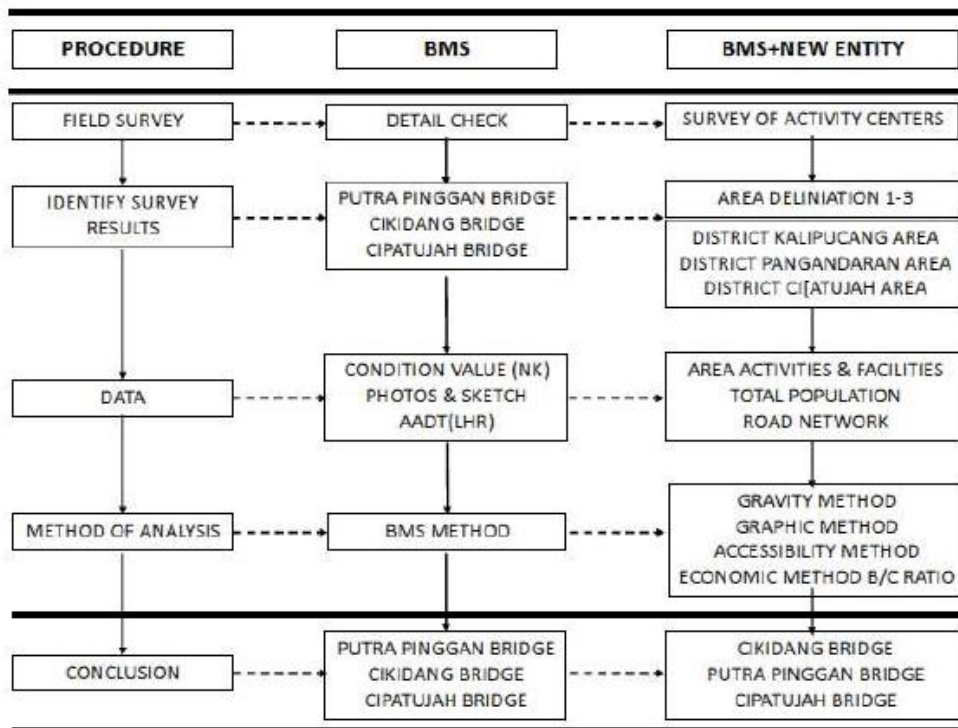 PROCEDURE
BMS
BMS+NEW ENTITY
FIELD SURVEY
DETAIL CHECK
SURVEY OF ACTIVITY CENTERS
IDENTIFY SURVEY
RESULTS
PUTRA PINGGAN BRIDGE
CIKIDANG BRIDGE
CIPATUJAH BRIDGE
AREA DELINIATION 1-3
DISTRICT KALIPUCANG AREA
DISTRICT PANGANDARAN AREA
DISTRICT CI[ATUJAH AREA
DATA
CONDITION VALUE (NK)
PHOTOS & SKETCH
AADT(LHR)
AREA ACTIVITIES & FACILITIES
TOTAL POPULATION
ROAD NETWORK
METHOD OF ANALYSIS
BMS METHOD
GRAVITY METHOD
GRAPHIC METHOD
ACCESSIBILITY METHOD
ECONOMIC METHOD B/C RATIO
CONCLUSION
PUTRA PINGGAN BRIDGE
CIKIDANG BRIDGE
CIPATUJAH BRIDGE
CIKIDANG BRIDGE
PUTRA PINGGAN BRIDGE
CIPATUJAH BRIDGE